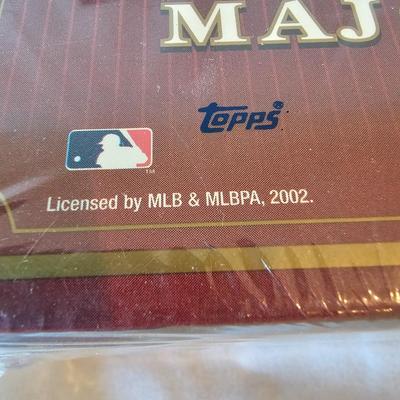 MAJ
Topps
TM
Licensed by MLB & MLBPA, 2002.